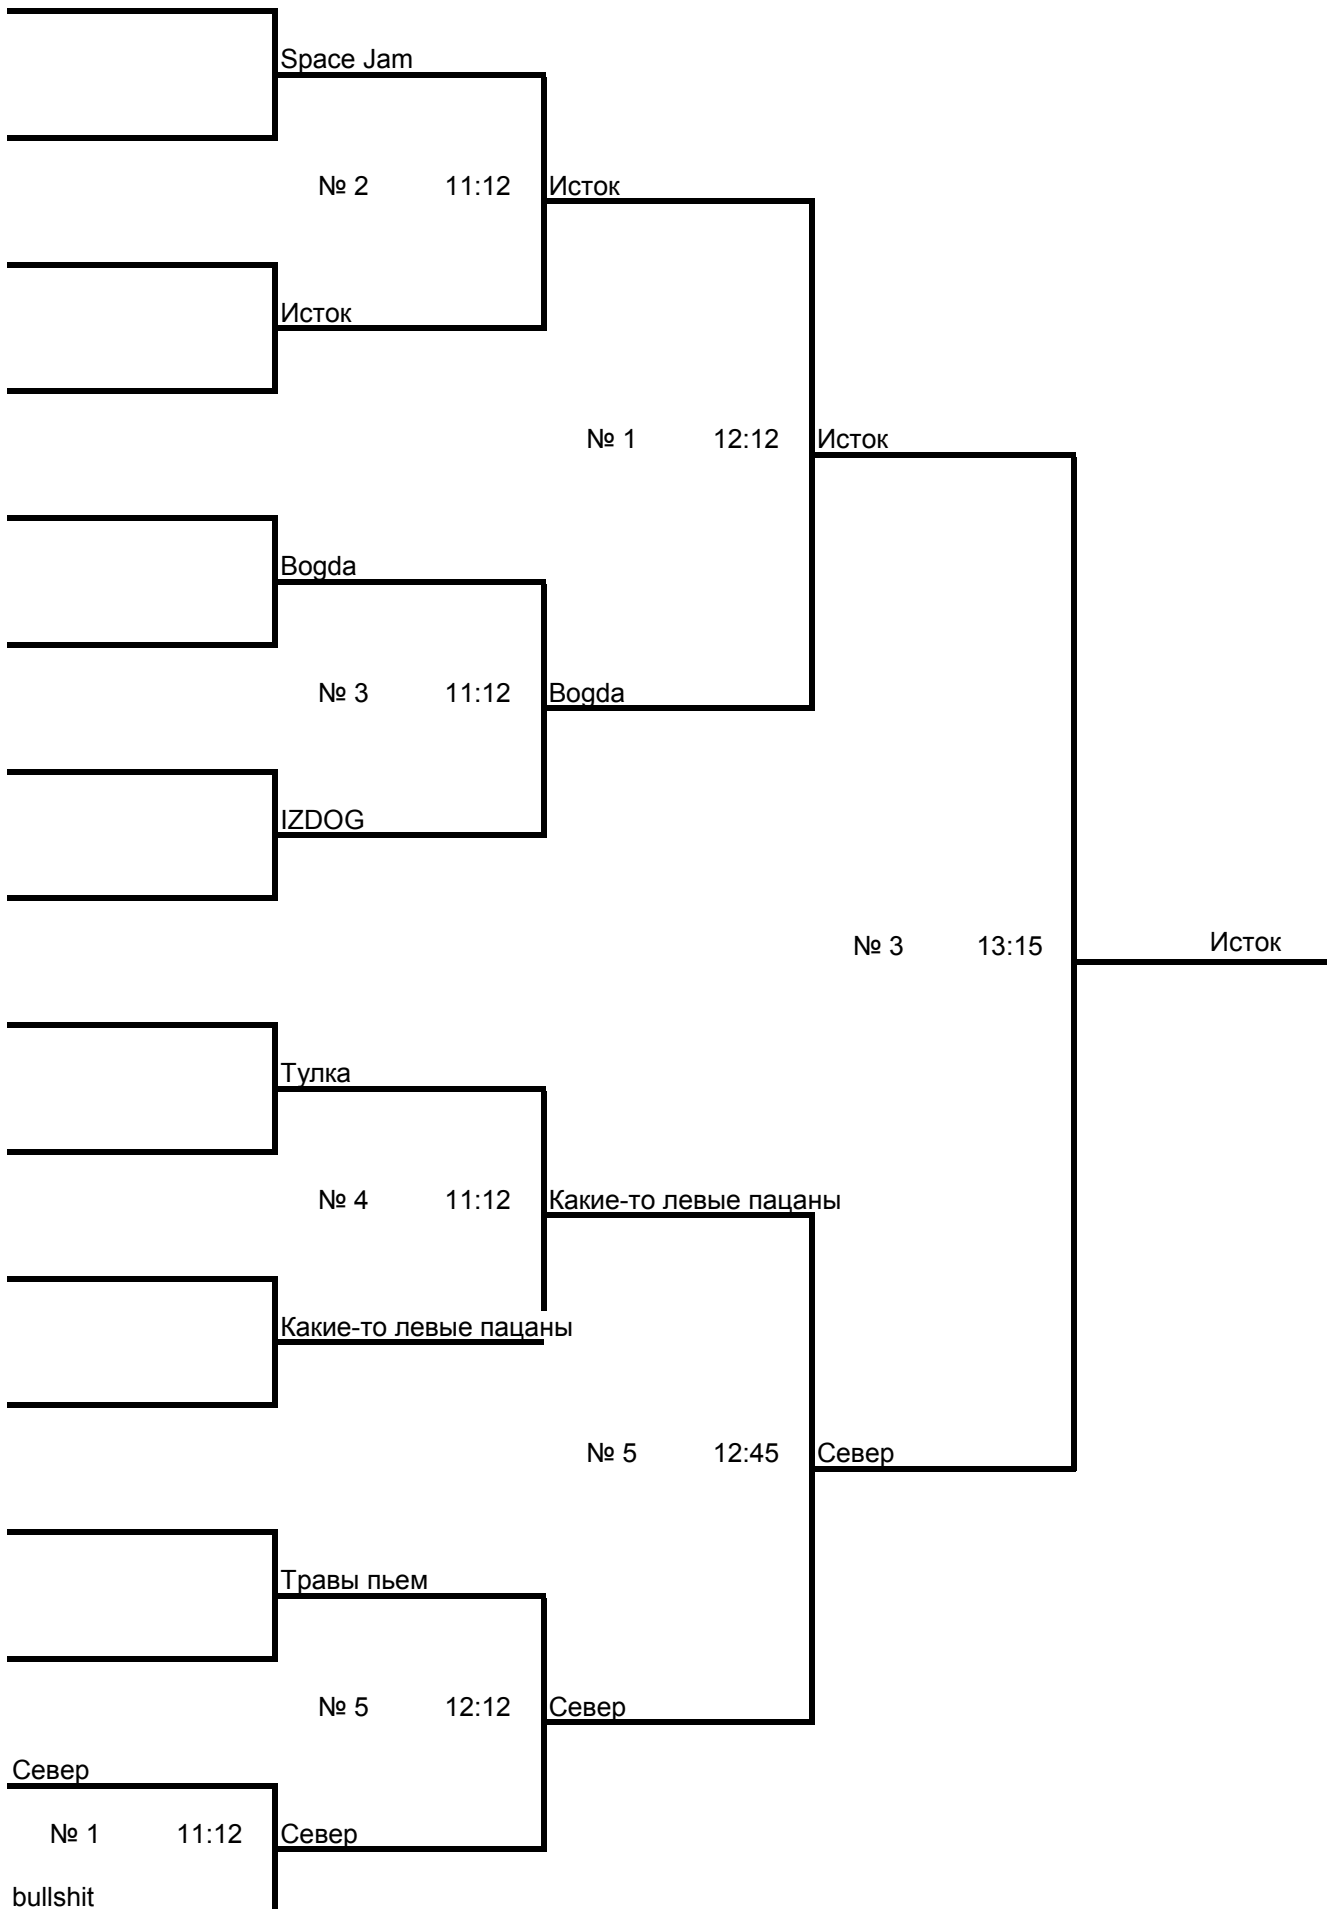 Space Jam
№ 2 11:12 Исток
Исток
№ 1 12:12 Исток
Bogda
№ 3 11:12 Bogda
IZDOG
№ 3 13:15 Исток
Тулка
№ 4 11:12 Какие-то левые пацаны
Какие-то левые пацаны
№ 5 12:45 Север
Травы пьем
№ 5 12:12 Север
Север
№ 1 11:12 Север
bullshit